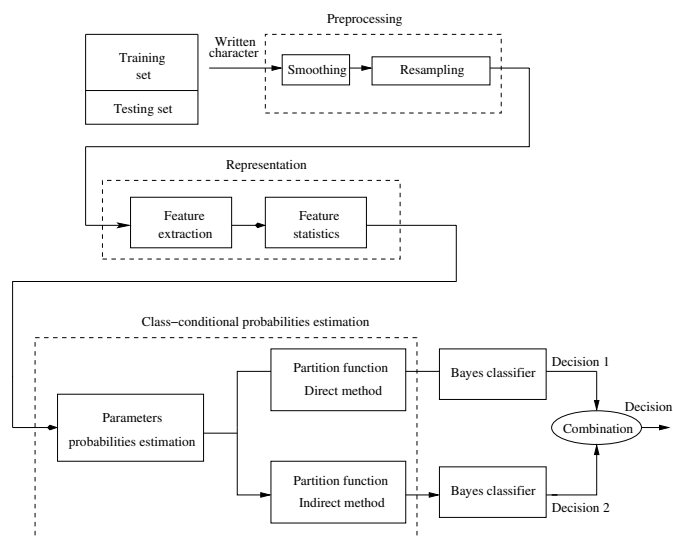 Preprocessing
Training
set
Testing set
Written
character
Smoothing
Resampling
Representation
Feature
extraction
Feature
statistics
Class−conditional probabilities estimation
Parameters
probabilities estimation
Partition function
Direct method
Bayes classifier
Decision 1
Combination
Decision
Partition function
Indirect method
Bayes classifier
Decision 2